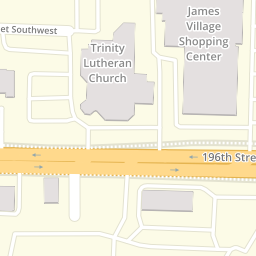 James
Village
Shopping
Center
et Southwest
Trinity
Lutheran
Church
196th Stre